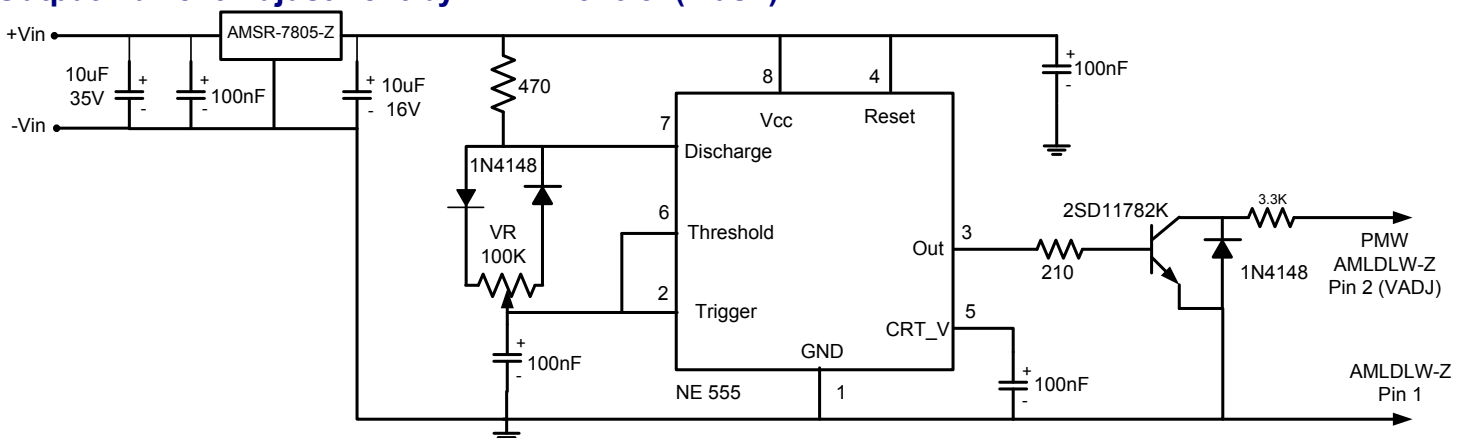 +Vin
AMSR-7805-Z
10uF
35V
+
-
+
-
100nF
+
-
10uF
16V
-Vin
470
8
4
+
-
100nF
Vcc
Reset
7
Discharge
1N4148
6
Threshold
VR
100K
2
Trigger
+
-
100nF
Out
3
210
2SD11782K
3.3K
1N4148
PMW
AMLDLW-Z
Pin 2 (VADJ)
CRT_V
5
+
-
100nF
GND
NE 555
1
AMLDLW-Z
Pin 1